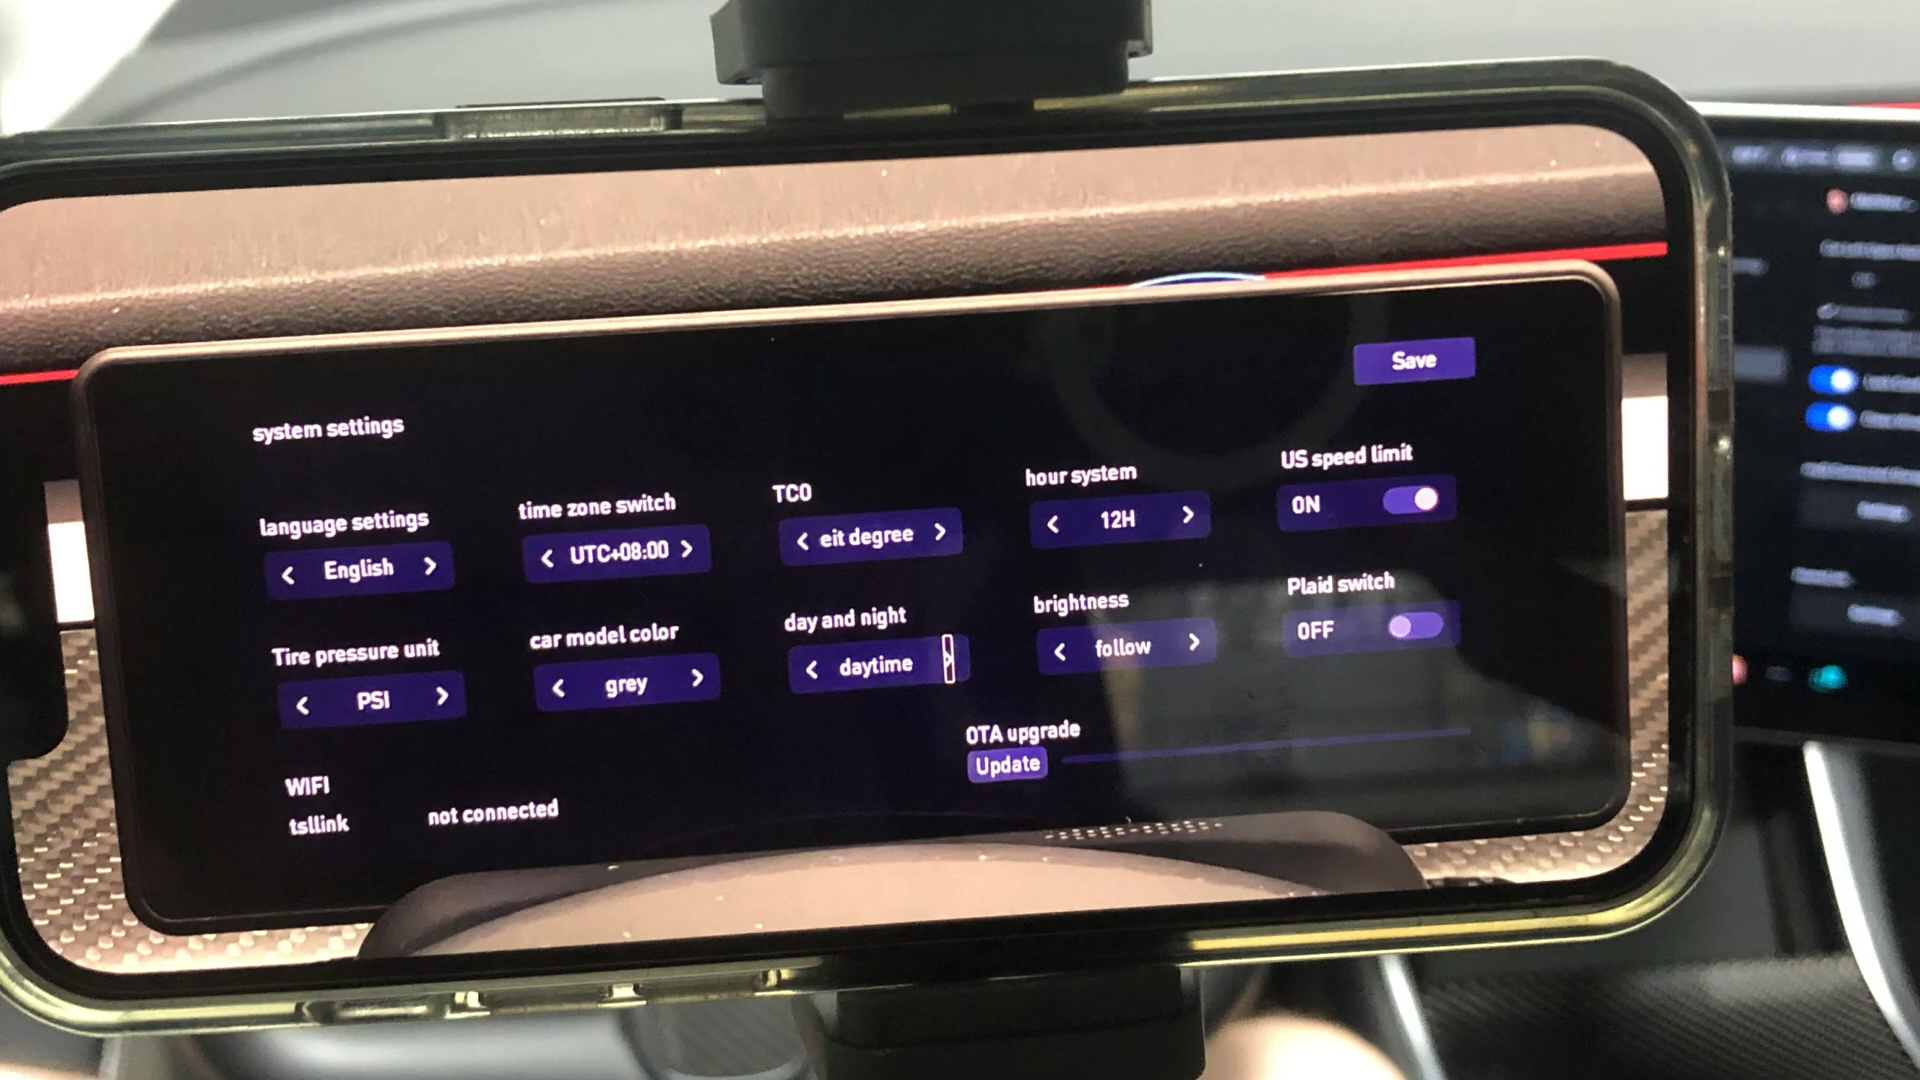 Save
system settings
language settings
< English >
time zone switch
< UTC+08:00 >
TCO
< eit degree >
hour system
< 12H >
US speed limit
ON
Tire pressure unit
< PSI >
car model color
< grey >
day and night
< daytime >
brightness
< follow >
Plaid switch
OFF
OTA upgrade
Update
WIFI
tsllink
not connected